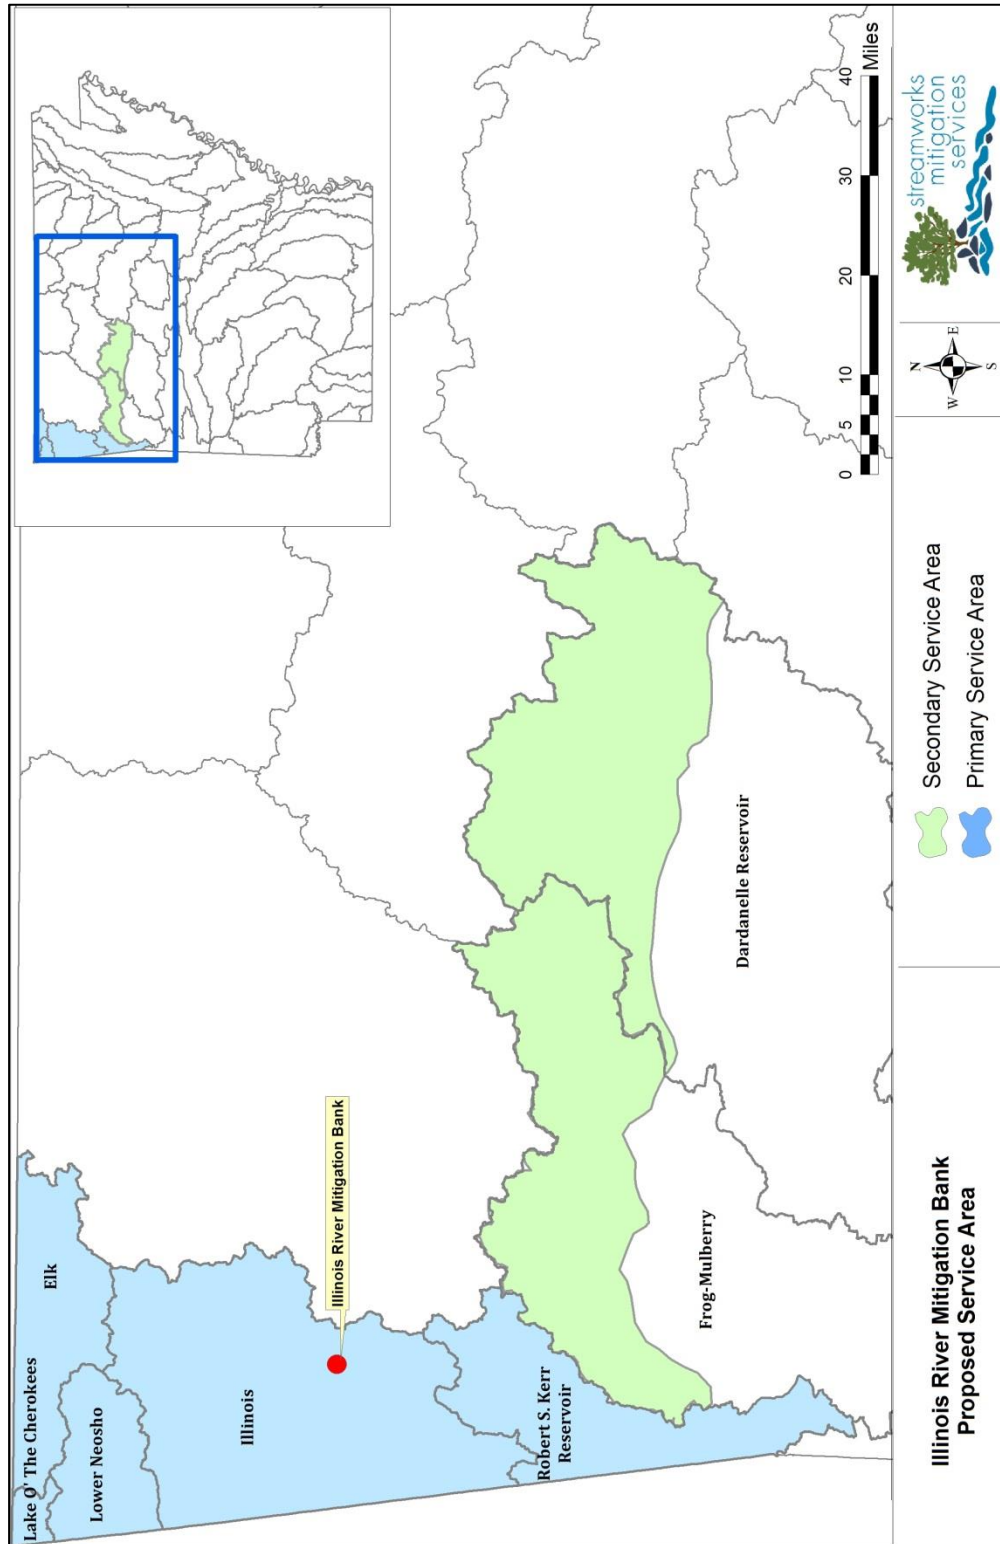 Lake O' The Cherokees
Elk
Lower Neosho
Illinois
Illinois River Mitigation Bank
Robert S. Kerr
Reservoir
Frog-Mulberry
Dardanelle Reservoir
0 5 10 20 30 40
Miles
Illinois River Mitigation Bank
Proposed Service Area
Secondary Service Area
Primary Service Area
N
W E
S
streamworks
mitigation
services